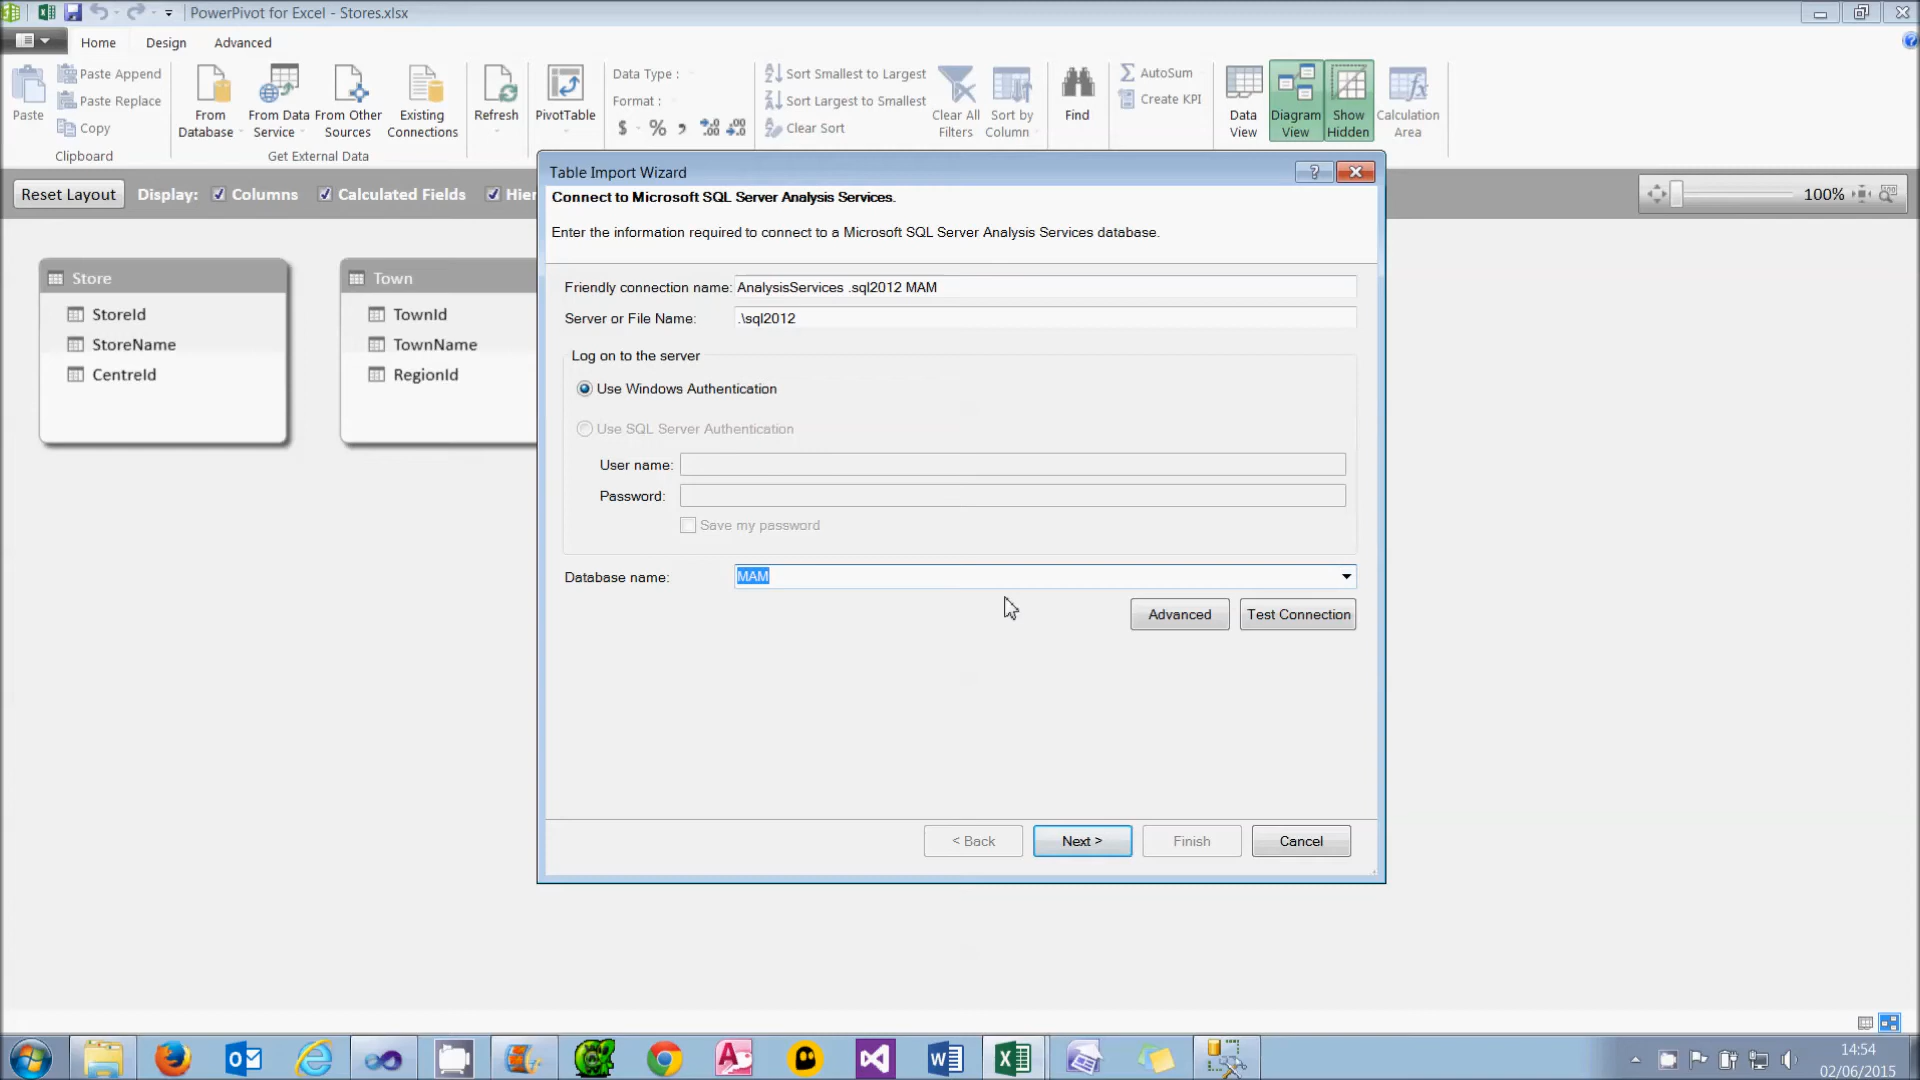 PowerPivot for Excel - Stores.xlsx
Home Design Advanced
Paste
Paste Append
Paste Replace
Copy
Clipboard
From Database
From Data Service
From Other Sources
Existing Connections
Get External Data
Refresh
PivotTable
Data Type :
Format :
$ % ,
Sort Smallest to Largest
Sort Largest to Smallest
Clear Sort
Clear All Filters
Sort by Column
Find
AutoSum
Create KPI
Data View
Diagram View
Show Hidden
Calculation Area
Reset Layout Display: Columns Calculated Fields Hier
100%
Store
StoreId
StoreName
CentreId
Town
TownId
TownName
RegionId
Table Import Wizard
Connect to Microsoft SQL Server Analysis Services.
Enter the information required to connect to a Microsoft SQL Server Analysis Services database.
Friendly connection name: AnalysisServices .sql2012 MAM
Server or File Name: .\sql2012
Log on to the server
Use Windows Authentication
Use SQL Server Authentication
User name:
Password:
Save my password
Database name: MAM
Advanced Test Connection
< Back Next > Finish Cancel
14:54
02/06/2015